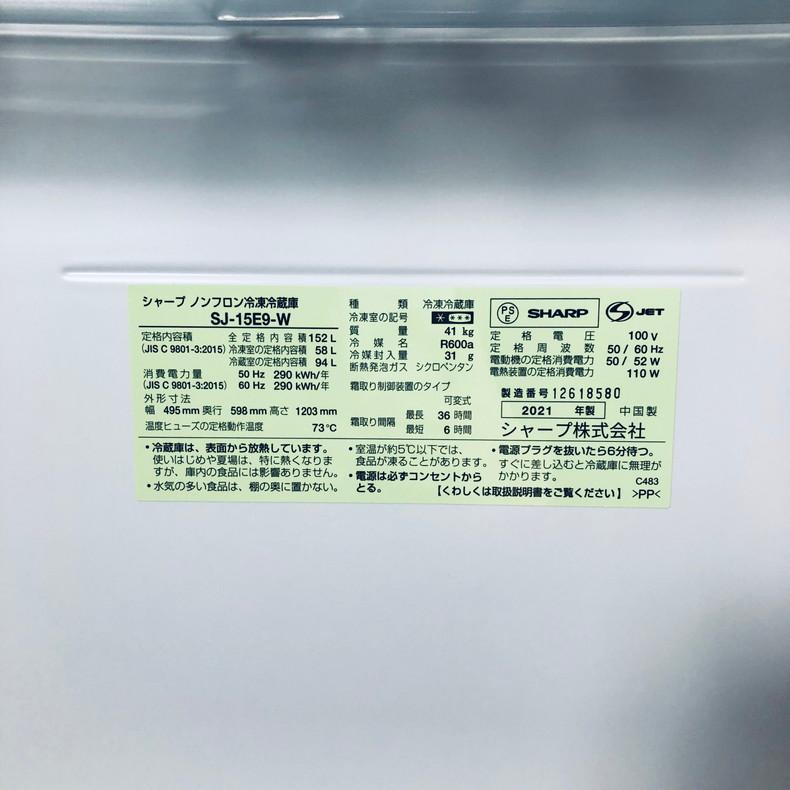 シャープ ノンフロン冷凍冷蔵庫
SJ-15E9-W
定格内容積 全定格内容積 152 L
(JIS C 9801-3:2015) 冷凍室の定格内容積 58 L
冷蔵室の定格内容積 94 L
消費電力量 50 Hz 290 kWh/年
(JIS C 9801-3:2015) 60 Hz 290 kWh/年
外形寸法
幅 495 mm 奥行 598 mm 高さ 1203 mm
温度ヒューズの定格動作温度 73℃
種類 冷凍冷蔵庫
冷凍室の記号 * ***
質量 41 kg
冷媒名 R600a
冷媒封入量 31 g
断熱発泡ガス シクロペンタン
霜取り制御装置のタイプ
可変式
霜取り間隔 最長 36 時間
最短 6 時間
PS
E
SHARP
S JET
定格電圧 100 V
定格周波数 50 / 60 Hz
電動機の定格消費電力 50 / 52 W
電熱装置の定格消費電力 110 W
製造番号 12618580
2021 年製 中国製
シャープ株式会社
・冷蔵庫は、表面から放熱しています。
使いはじめや夏場は、特に熱くなりま
すが、庫内の食品には影響ありません。
・水気の多い食品は、棚の奥に置かない。
・室温が約5℃以下では、
食品が凍ることがあります。
・電源は必ずコンセントから
とる。
・電源プラグを抜いたら6分待つ。
すぐに差し込むと冷蔵庫に無理が
かかります。
C483
【くわしくは取扱説明書をご覧ください】 >PP<